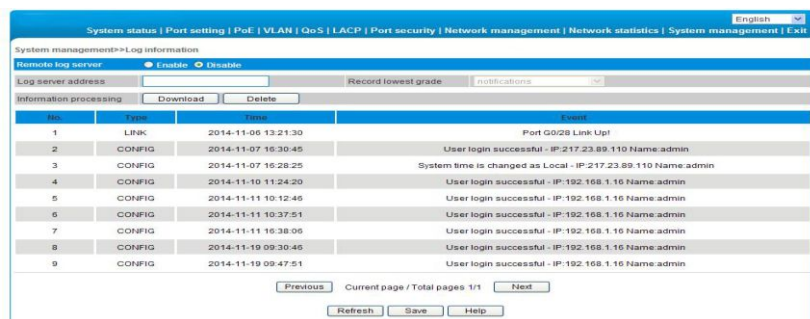 English
System status | Port setting | PoE | VLAN | QoS | LACP | Port security | Network management | Network statistics | System management | Exit
System management>>Log information
Remote log server Enable Disable
Log server address Record lowest grade notifications
Information processing Download Delete
No. Type Time Event
1 LINK 2014-11-06 13:21:30 Port G0/28 Link Up!
2 CONFIG 2014-11-07 16:30:45 User login successful - IP:217.23.89.110 Name:admin
3 CONFIG 2014-11-07 16:28:25 System time is changed as Local - IP:217.23.89.110 Name:admin
4 CONFIG 2014-11-10 11:24:20 User login successful - IP:192.168.1.16 Name:admin
5 CONFIG 2014-11-11 10:12:46 User login successful - IP:192.168.1.16 Name:admin
6 CONFIG 2014-11-11 10:37:51 User login successful - IP:192.168.1.16 Name:admin
7 CONFIG 2014-11-11 16:38:06 User login successful - IP:192.168.1.16 Name:admin
8 CONFIG 2014-11-19 09:30:46 User login successful - IP:192.168.1.16 Name:admin
9 CONFIG 2014-11-19 09:47:51 User login successful - IP:192.168.1.16 Name:admin
Previous Current page / Total pages 1/1 Next
Refresh Save Help